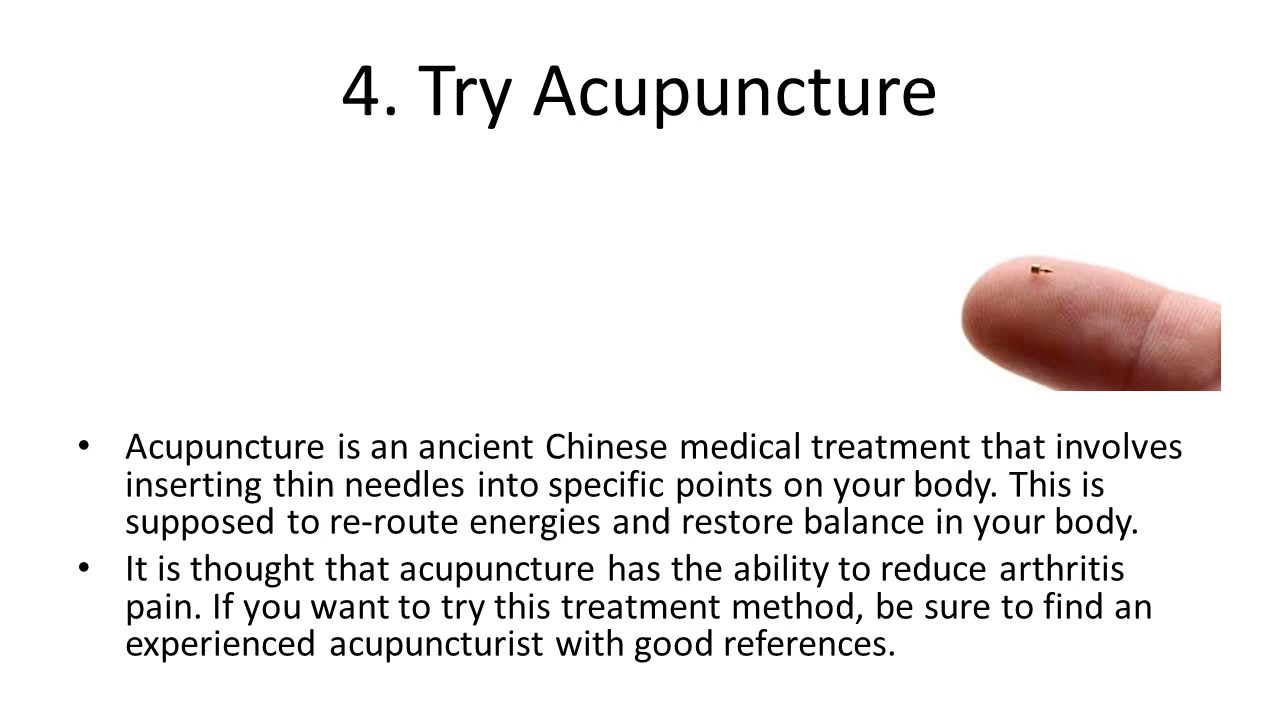 4. Try Acupuncture
• Acupuncture is an ancient Chinese medical treatment that involves
inserting thin needles into specific points on your body. This is
supposed to re-route energies and restore balance in your body.
• It is thought that acupuncture has the ability to reduce arthritis
pain. If you want to try this treatment method, be sure to find an
experienced acupuncturist with good references.